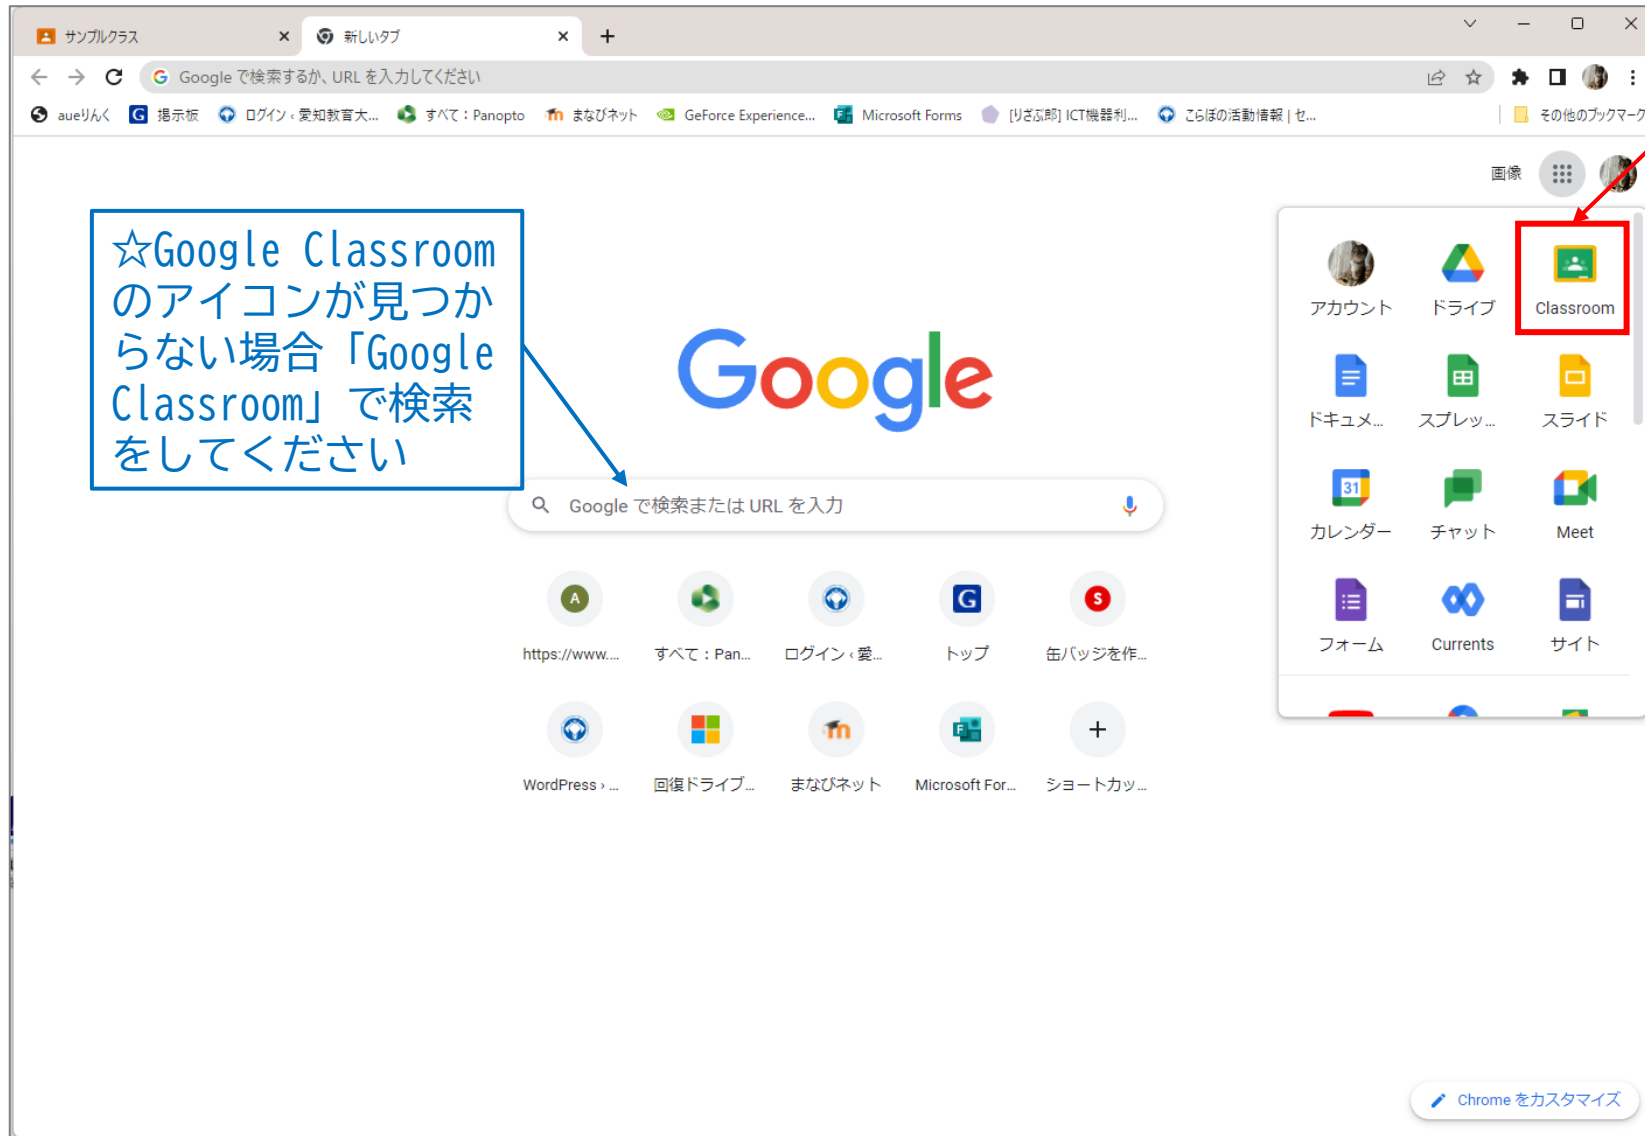 サンプルクラス
新しいタブ
Google で検索するか、URL を入力してください
aueりんく
掲示板
ログイン ‹ 愛知教育大...
すべて：Panopto
まなびネット
GeForce Experience...
Microsoft Forms
[りざぶ郎] ICT機器利...
こらぼの活動情報 | セ...
その他のブックマーク
画像
☆Google Classroom
のアイコンが見つか
らない場合「Google
Classroom」で検索
をしてください
Google
Google で検索または URL を入力
アカウント
ドライブ
Classroom
ドキュメ...
スプレッ...
スライド
31
カレンダー
チャット
Meet
フォーム
Currents
サイト
A
G
S
https://www....
すべて：Pan...
ログイン ‹ 愛...
トップ
缶バッジを作...
WordPress › ...
回復ドライブ...
まなびネット
Microsoft For...
ショートカッ...
Chrome をカスタマイズ